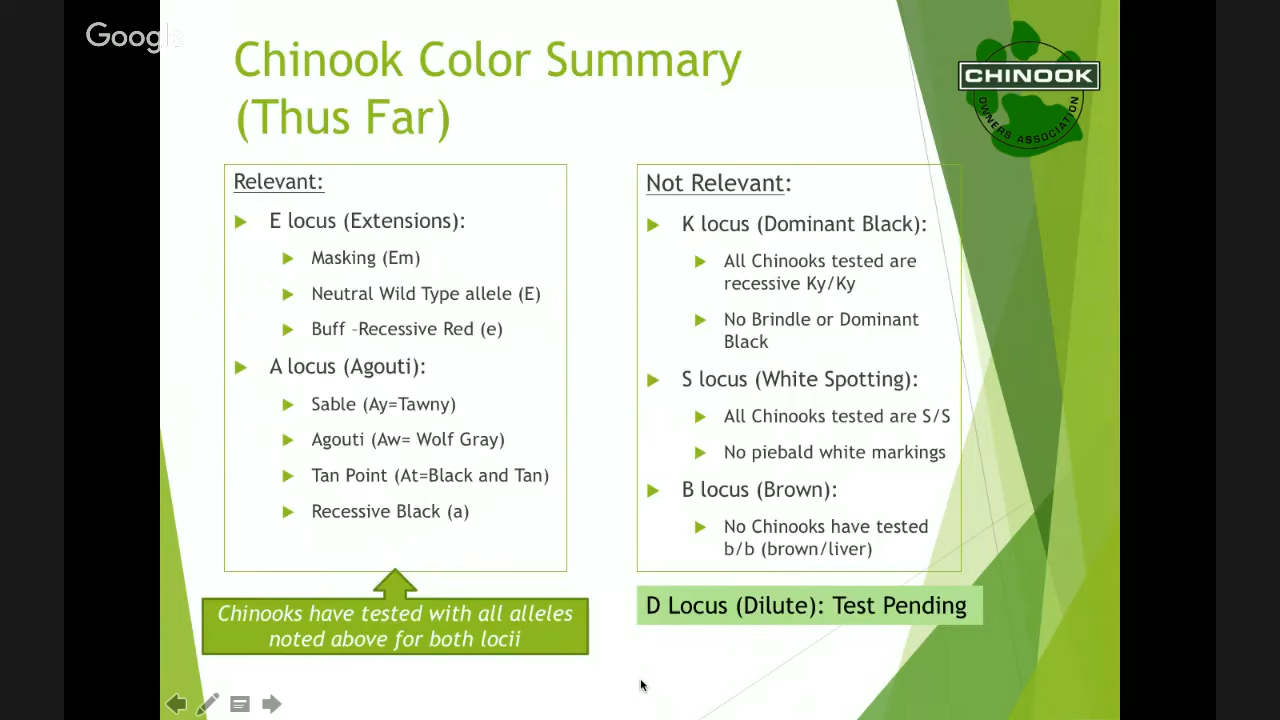 Google
Chinook Color Summary
(Thus Far)
CHINOOK
OWNERS ASSOCIATION
Relevant:
E locus (Extensions):
Masking (Em)
Neutral Wild Type allele (E)
Buff –Recessive Red (e)
A locus (Agouti):
Sable (Ay=Tawny)
Agouti (Aw= Wolf Gray)
Tan Point (At=Black and Tan)
Recessive Black (a)
Chinooks have tested with all alleles
noted above for both locii
Not Relevant:
K locus (Dominant Black):
All Chinooks tested are
recessive Ky/Ky
No Brindle or Dominant
Black
S locus (White Spotting):
All Chinooks tested are S/S
No piebald white markings
B locus (Brown):
No Chinooks have tested
b/b (brown/liver)
D Locus (Dilute): Test Pending